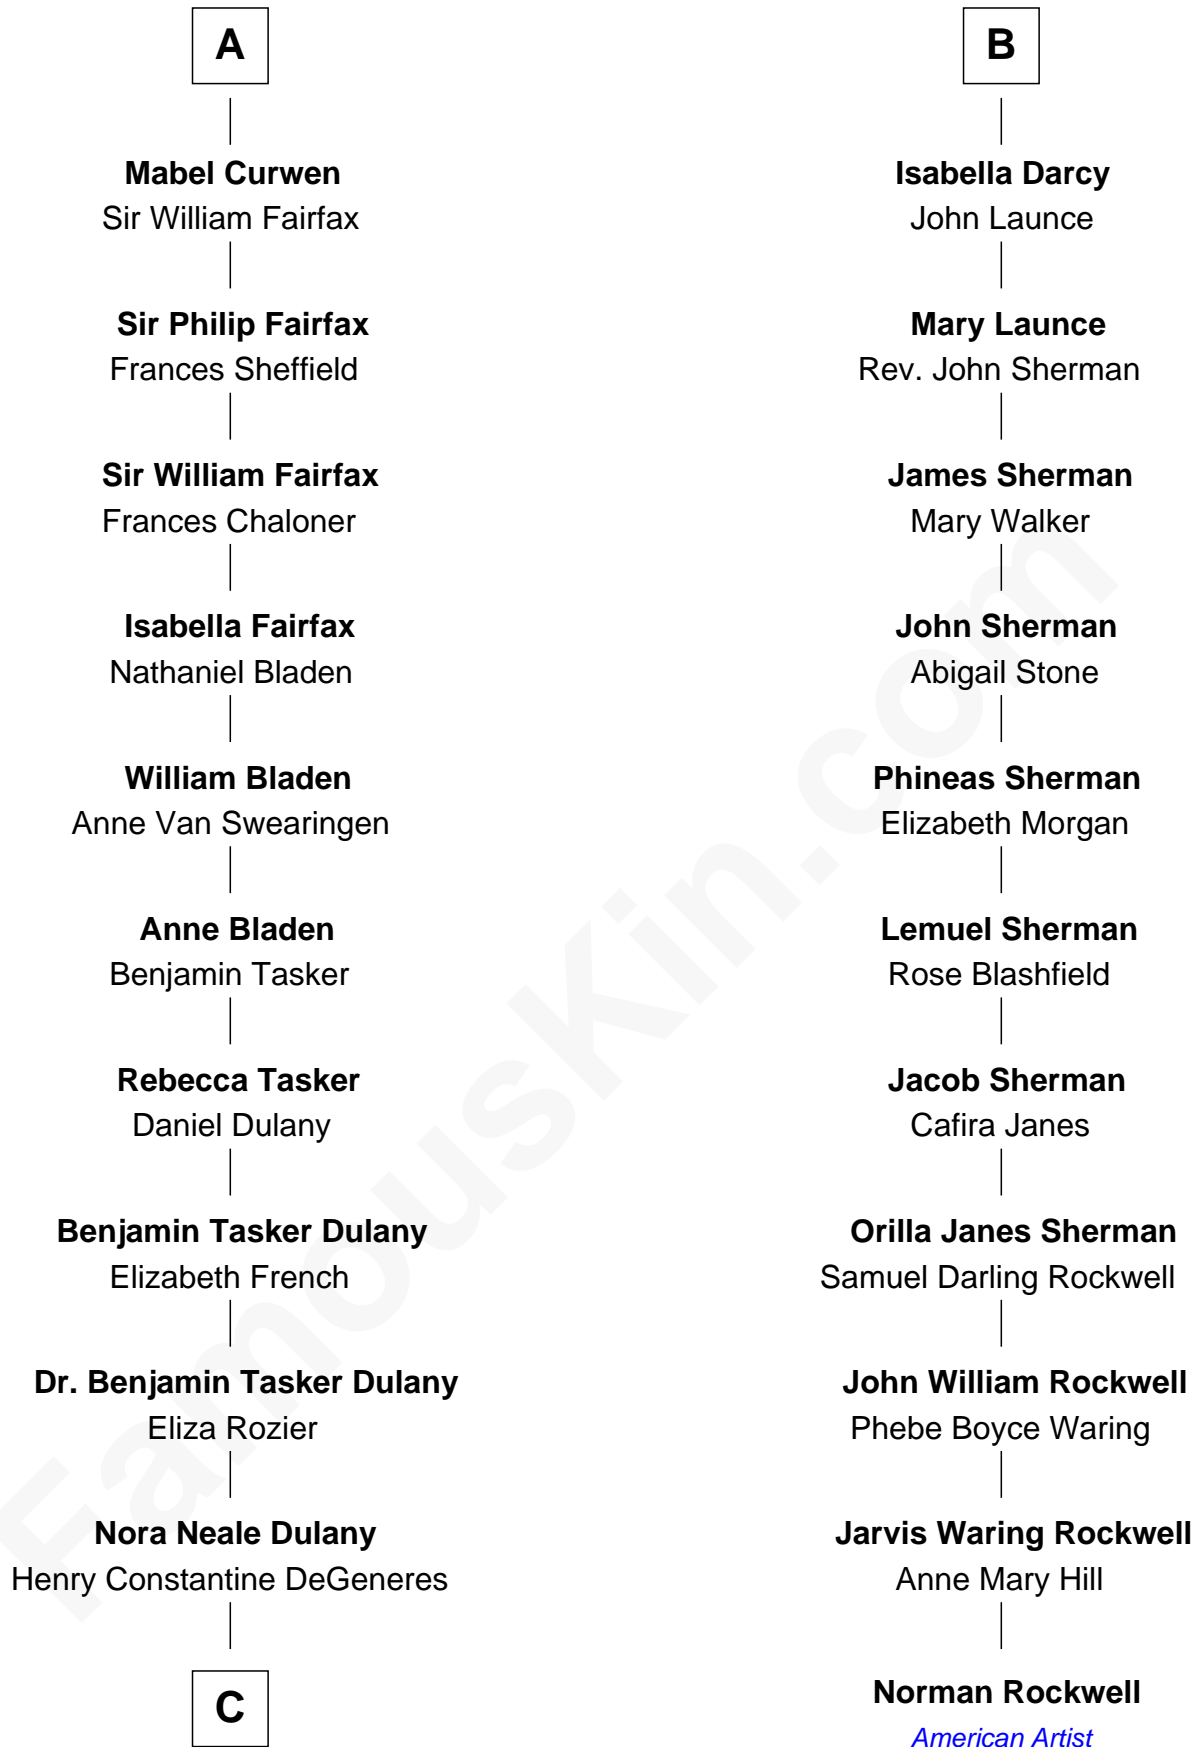 A
Mabel Curwen
Sir William Fairfax
Sir Philip Fairfax
Frances Sheffield
Sir William Fairfax
Frances Chaloner
Isabella Fairfax
Nathaniel Bladen
William Bladen
Anne Van Swearingen
Anne Bladen
Benjamin Tasker
Rebecca Tasker
Daniel Dulany
Benjamin Tasker Dulany
Elizabeth French
Dr. Benjamin Tasker Dulany
Eliza Rozier
Nora Neale Dulany
Henry Constantine DeGeneres
C
B
Isabella Darcy
John Launce
Mary Launce
Rev. John Sherman
James Sherman
Mary Walker
John Sherman
Abigail Stone
Phineas Sherman
Elizabeth Morgan
Lemuel Sherman
Rose Blashfield
Jacob Sherman
Cafira Janes
Orilla Janes Sherman
Samuel Darling Rockwell
John William Rockwell
Phebe Boyce Waring
Jarvis Waring Rockwell
Anne Mary Hill
Norman Rockwell
American Artist
FamousKin.com